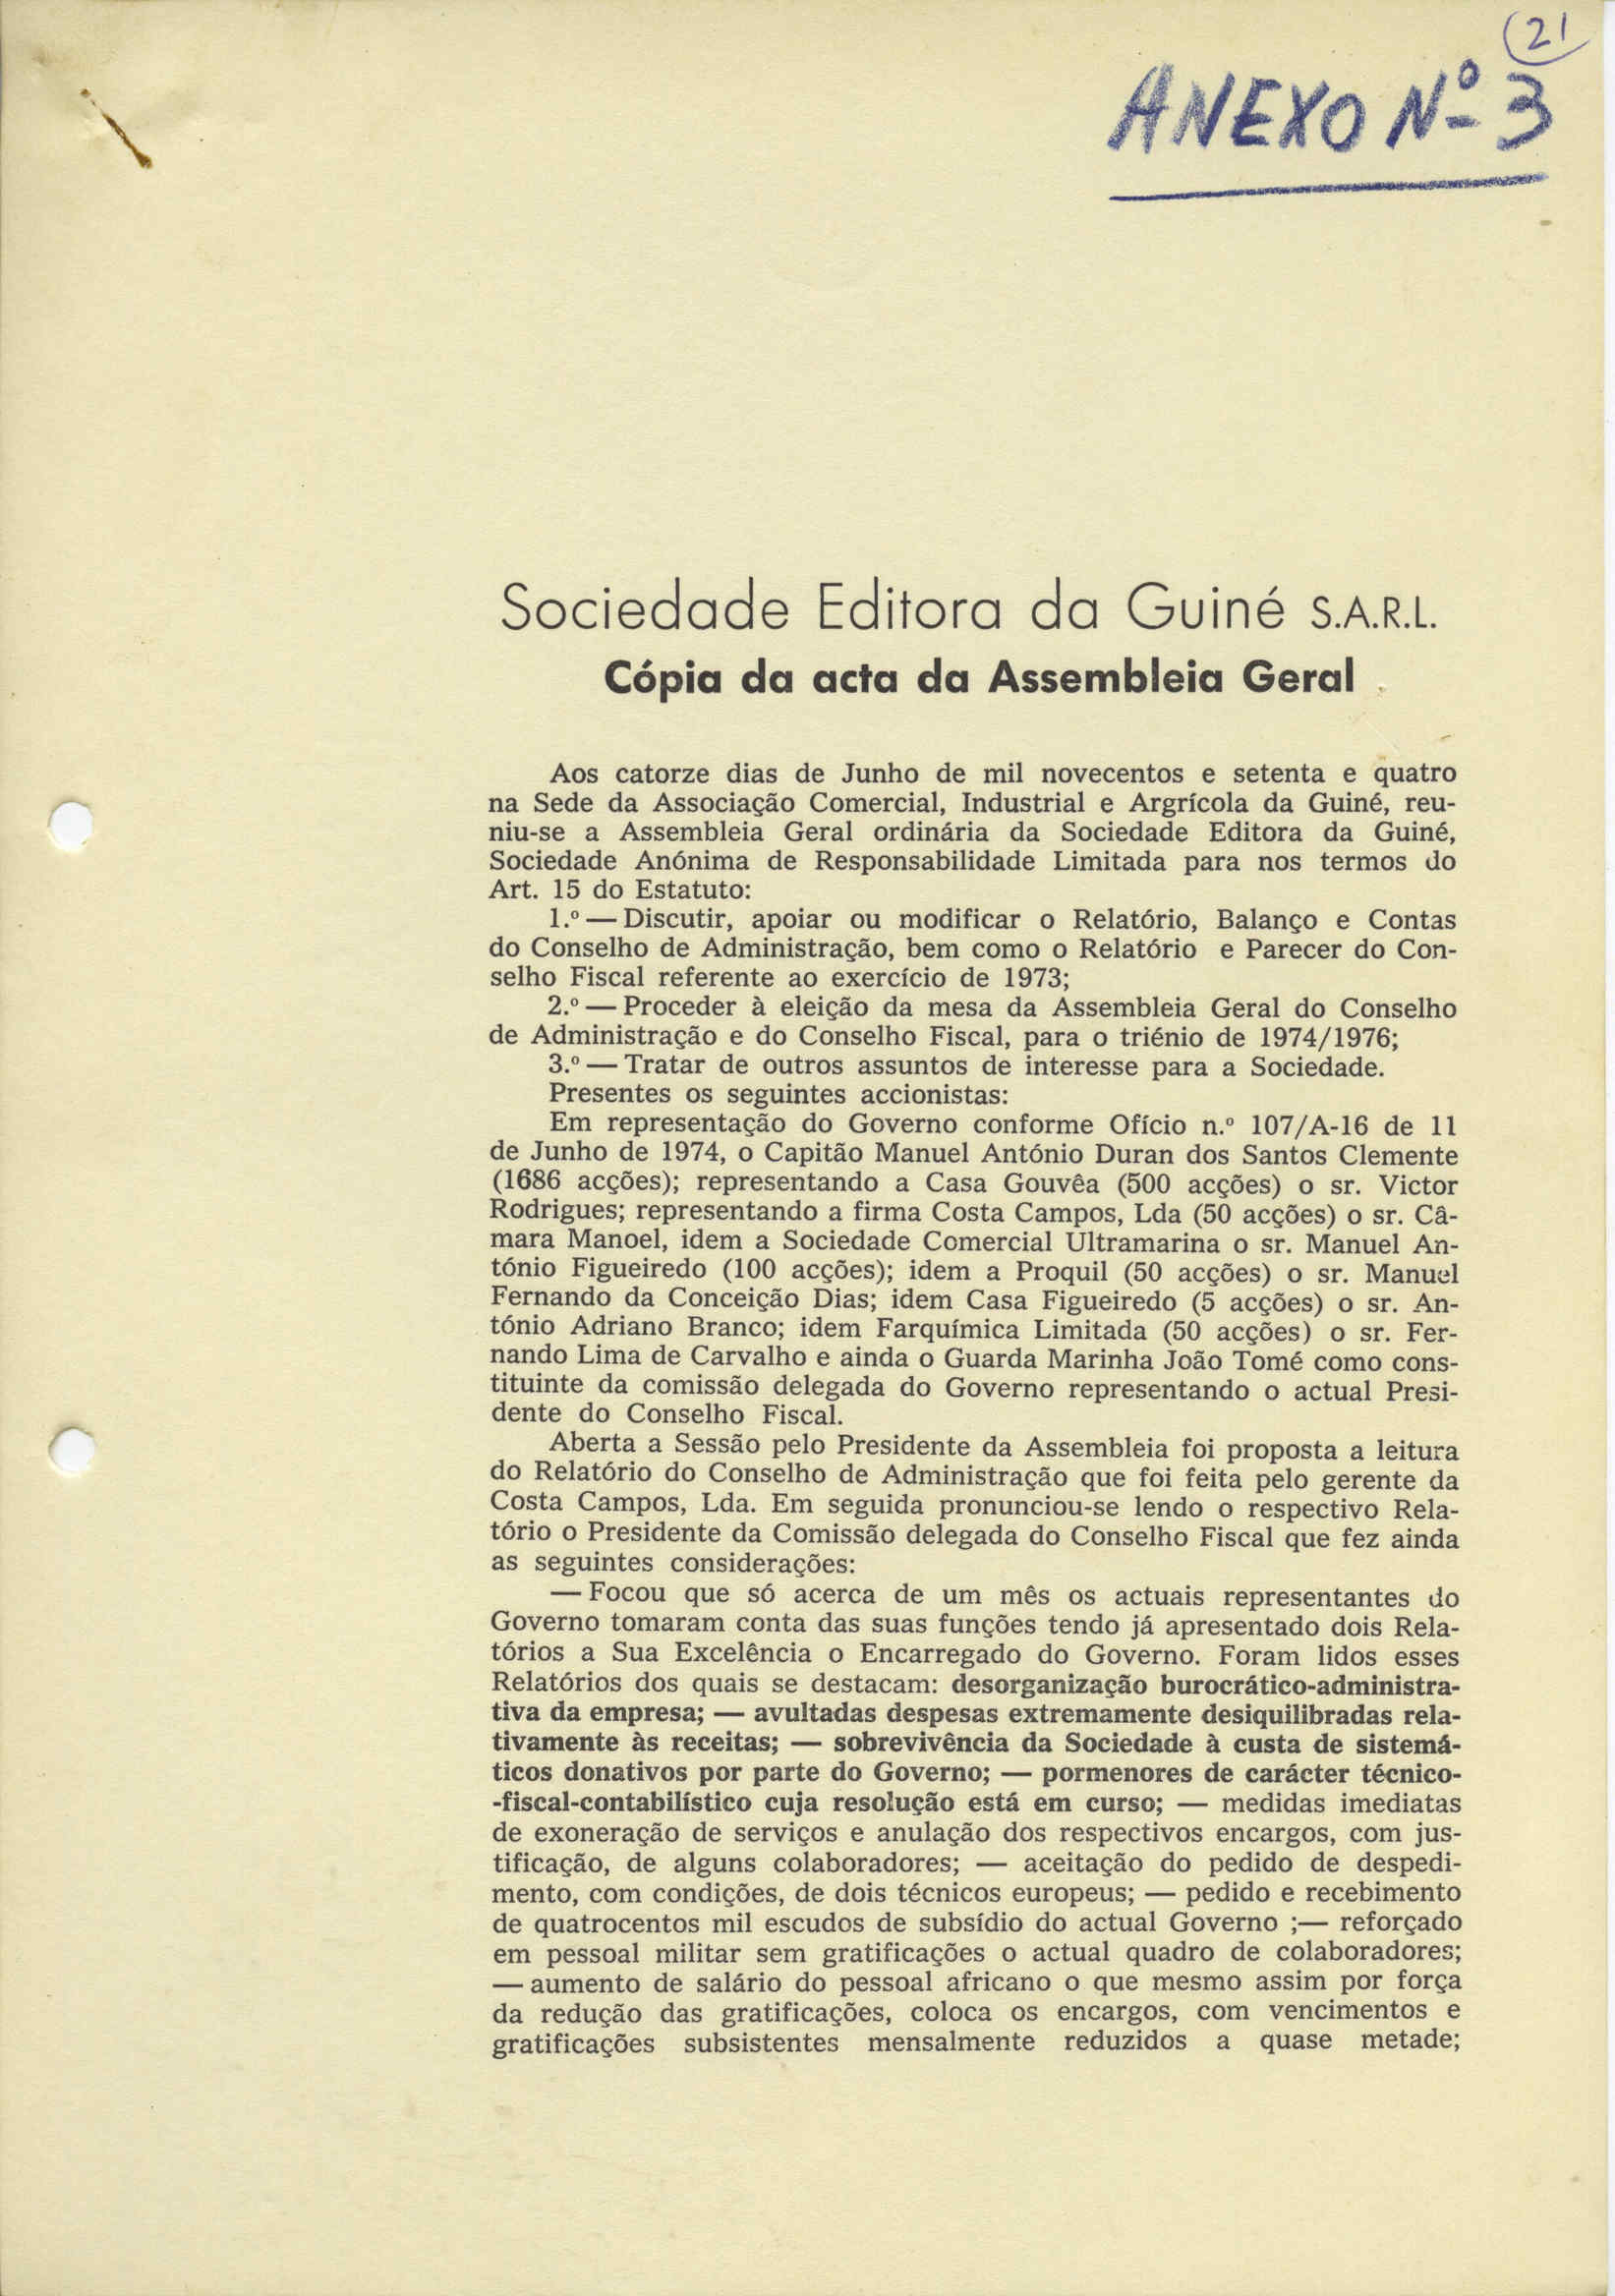 21
ANEXO Nº 3
Sociedade Editora da Guiné S.A.R.L.
Cópia da acta da Assembleia Geral
Aos catorze dias de Junho de mil novecentos e setenta e quatro
na Sede da Associação Comercial, Industrial e Argrícola da Guiné, reu-
niu-se a Assembleia Geral ordinária da Sociedade Editora da Guiné,
Sociedade Anónima de Responsabilidade Limitada para nos termos do
Art. 15 do Estatuto:
1.º — Discutir, apoiar ou modificar o Relatório, Balanço e Contas
do Conselho de Administração, bem como o Relatório e Parecer do Con-
selho Fiscal referente ao exercício de 1973;
2.º — Proceder à eleição da mesa da Assembleia Geral do Conselho
de Administração e do Conselho Fiscal, para o triénio de 1974/1976;
3.º — Tratar de outros assuntos de interesse para a Sociedade.
Presentes os seguintes accionistas:
Em representação do Governo conforme Ofício n.º 107/A-16 de 11
de Junho de 1974, o Capitão Manuel António Duran dos Santos Clemente
(1686 acções); representando a Casa Gouvêa (500 acções) o sr. Victor
Rodrigues; representando a firma Costa Campos, Lda (50 acções) o sr. Câ-
mara Manoel, idem a Sociedade Comercial Ultramarina o sr. Manuel An-
tónio Figueiredo (100 acções); idem a Proquil (50 acções) o sr. Manuel
Fernando da Conceição Dias; idem Casa Figueiredo (5 acções) o sr. An-
tónio Adriano Branco; idem Farquímica Limitada (50 acções) o sr. Fer-
nando Lima de Carvalho e ainda o Guarda Marinha João Tomé como cons-
tituinte da comissão delegada do Governo representando o actual Presi-
dente do Conselho Fiscal.
Aberta a Sessão pelo Presidente da Assembleia foi proposta a leitura
do Relatório do Conselho de Administração que foi feita pelo gerente da
Costa Campos, Lda. Em seguida pronunciou-se lendo o respectivo Rela-
tório o Presidente da Comissão delegada do Conselho Fiscal que fez ainda
as seguintes considerações:
— Focou que só acerca de um mês os actuais representantes do
Governo tomaram conta das suas funções tendo já apresentado dois Rela-
tórios a Sua Excelência o Encarregado do Governo. Foram lidos esses
Relatórios dos quais se destacam: desorganização burocrático-administra-
tiva da empresa; — avultadas despesas extremamente desiquilibradas rela-
tivamente às receitas; — sobrevivência da Sociedade à custa de sistemá-
ticos donativos por parte do Governo; — pormenores de carácter técnico-
-fiscal-contabilístico cuja resolução está em curso; — medidas imediatas
de exoneração de serviços e anulação dos respectivos encargos, com jus-
tificação, de alguns colaboradores; — aceitação do pedido de despedi-
mento, com condições, de dois técnicos europeus; — pedido e recebimento
de quatrocentos mil escudos de subsídio do actual Governo ;— reforçado
em pessoal militar sem gratificações o actual quadro de colaboradores;
— aumento de salário do pessoal africano o que mesmo assim por força
da redução das gratificações, coloca os encargos, com vencimentos e
gratificações subsistentes mensalmente reduzidos a quase metade;